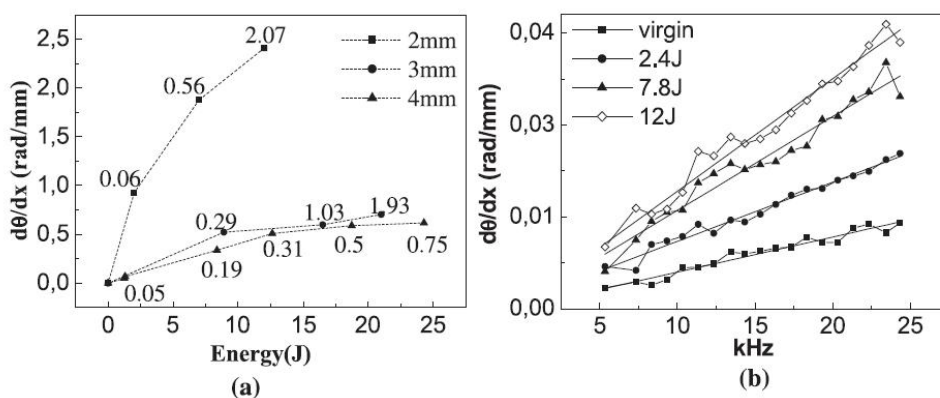 2,5
2,0
2.5
1,0
0,5
0,0
dθ/dx (rad/mm)
2.07
0.56
0.06
0.29
1.03
1.93
0.05
0.19
0.31
0.5
0.75
2mm
3mm
4mm
0 5 10 15 20 25
Energy(J)
(a)
0,04
0,03
0,01
0,00
dθ/dx (rad/mm)
virgin
2.4J
7.8J
12J
5 10 15 20 25
kHz
(b)